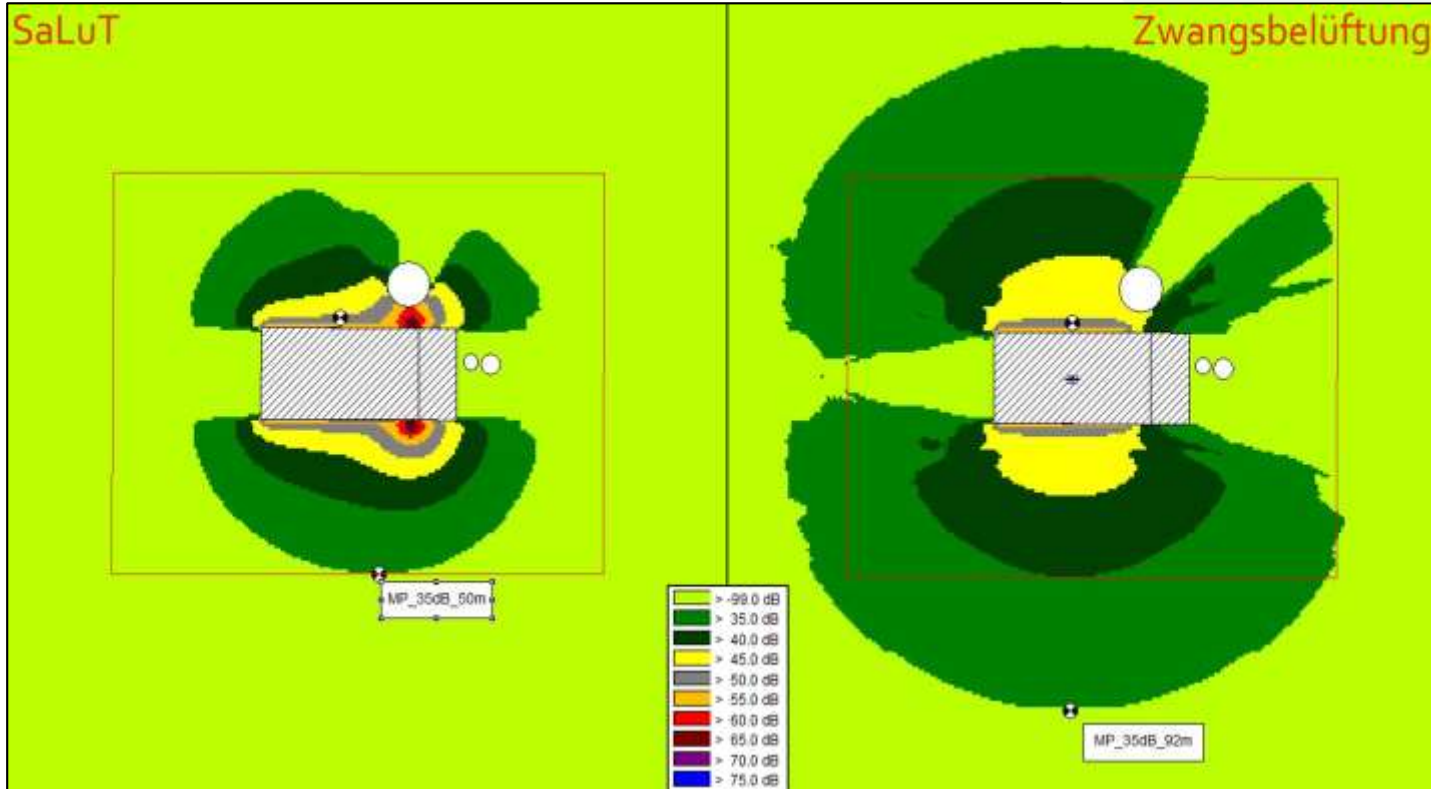 SaLuT
Zwangsbelüftung
MP_35dB_50m
> -99.0 dB
> 35.0 dB
> 40.0 dB
> 45.0 dB
> 50.0 dB
> 55.0 dB
> 60.0 dB
> 65.0 dB
> 70.0 dB
> 75.0 dB
MP_35dB_92m